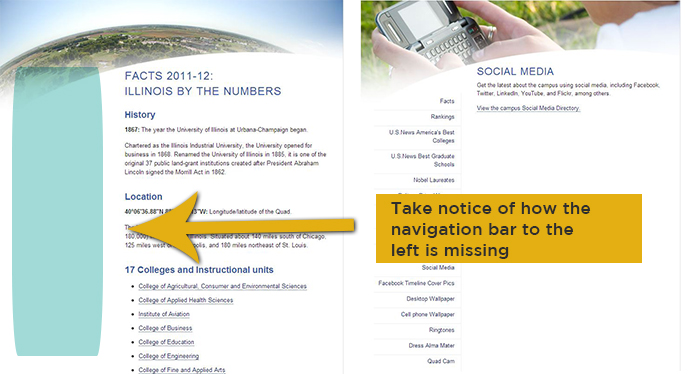 FACTS 2011-12:
ILLINOIS BY THE NUMBERS
History
1867: The year the University of Illinois at Urbana-Champaign began.
Chartered as the Illinois Industrial University, the University opened for
business in 1868. Renamed the University of Illinois in 1885, it is one of the
original 37 public land-grant institutions created after President Abraham
Lincoln signed the Morrill Act in 1862.
Location
40°06'36.88"N W: Longitude/latitude of the Quad
Situated about 140 miles south of Chicago,
125 miles west and 180 miles northeast of St. Louis.
17 Colleges and Instructional units
• College of Agricultural, Consumer and Environmental Sciences
• College of Applied Health Sciences
• Institute of Aviation
• College of Business
• College of Education
• College of Engineering
• College of Fine and Applied Arts
SOCIAL MEDIA
Get the latest about the campus using social media, including Facebook,
Twitter, LinkedIn, YouTube, and Flickr, among others.
View the campus Social Media Directory.
Facts
Rankings
U.S.News America's Best
Colleges
U.S.News Best Graduate
Schools
Nobel Laureates
Take notice of how the
navigation bar to the
left is missing
Social Media
Facebook Timeline Cover Pics
Desktop Wallpaper
Cell phone Wallpaper
Ringtones
Dress Alma Mater
Quad Cam